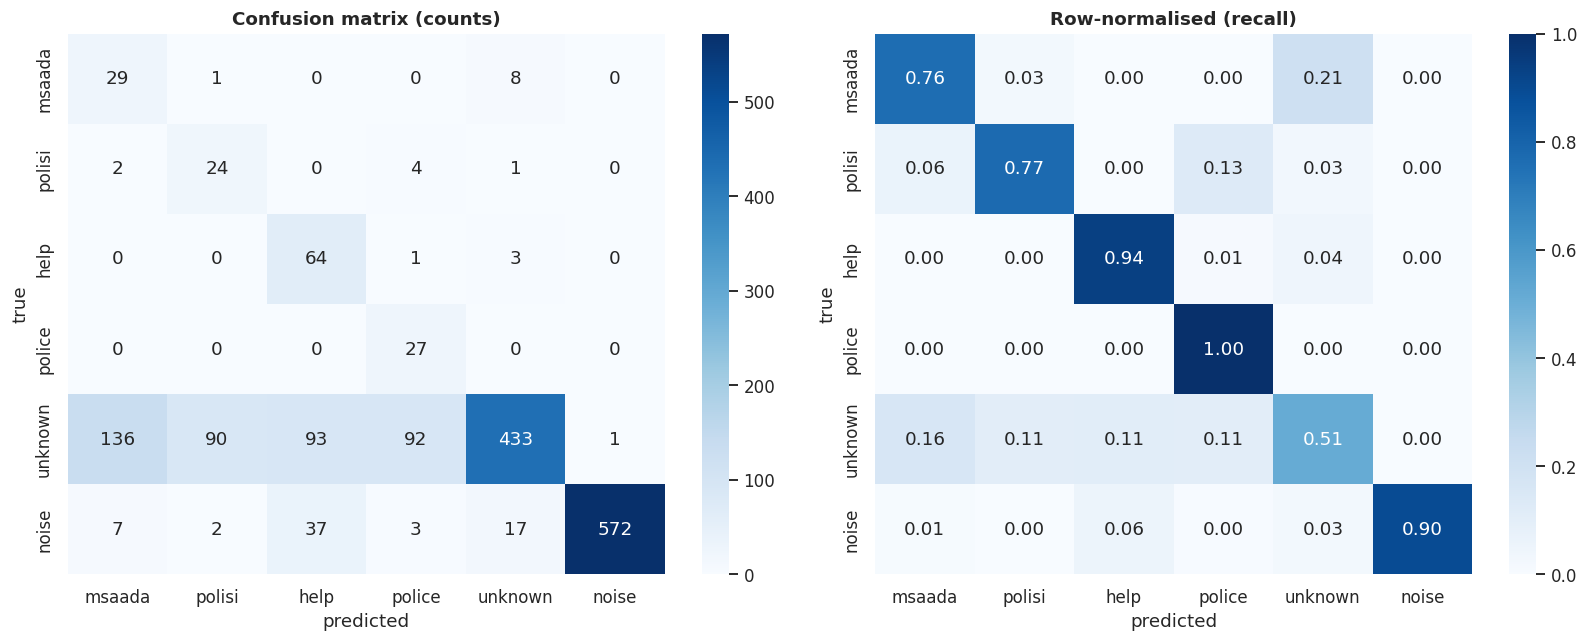 Confusion matrix (counts)
msaada 29 1 0 0 8 0
polisi 2 24 0 4 1 0
help 0 0 64 1 3 0
police 0 0 0 27 0 0
unknown 136 90 93 92 433 1
noise 7 2 37 3 17 572
msaada polisi help police unknown noise
predicted
true
500
400
300
200
100
0
Row-normalised (recall)
msaada 0.76 0.03 0.00 0.00 0.21 0.00
polisi 0.06 0.77 0.00 0.13 0.03 0.00
help 0.00 0.00 0.94 0.01 0.04 0.00
police 0.00 0.00 0.00 1.00 0.00 0.00
unknown 0.16 0.11 0.11 0.11 0.51 0.00
noise 0.01 0.00 0.06 0.00 0.03 0.90
msaada polisi help police unknown noise
predicted
true
1.0
0.8
0.6
0.4
0.2
0.0